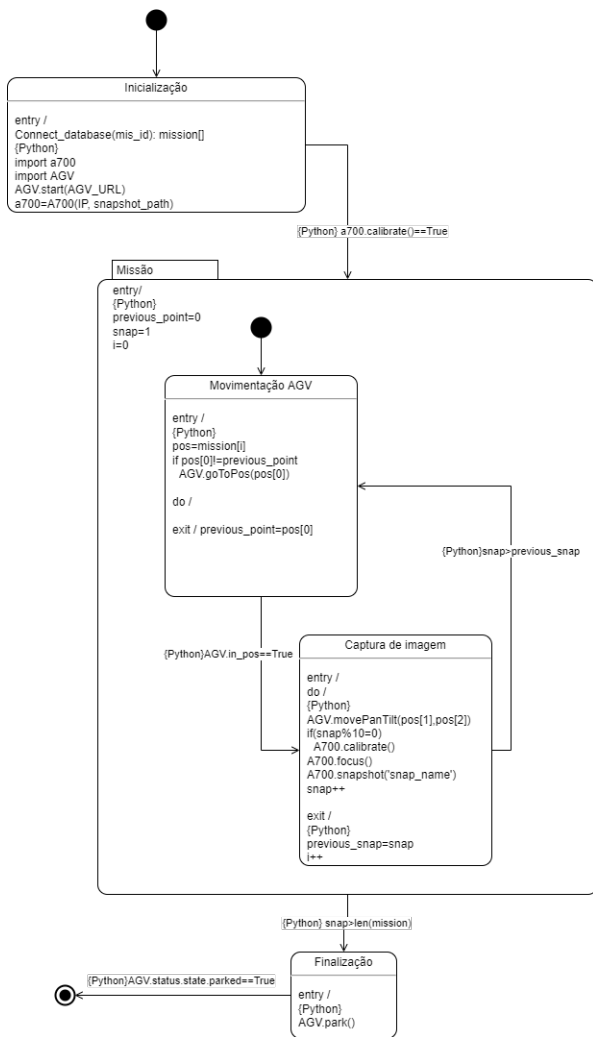 Inicialização
entry /
Connect_database(mis_id): mission[]
{Python}
import a700
import AGV
AGV.start(AGV_URL)
a700=A700(IP, snapshot_path)
{Python} a700.calibrate()==True
Missão
entry/
{Python}
previous_point=0
snap=1
i=0
Movimentação AGV
entry /
{Python}
pos=mission[i]
if pos[0]!=previous_point
AGV.goToPos(pos[0])
do /
exit / previous_point=pos[0]
{Python}snap>previous_snap
{Python}AGV.in_pos==True
Captura de imagem
entry /
do /
{Python}
AGV.movePanTilt(pos[1],pos[2])
if(snap%10=0)
A700.calibrate()
A700.focus()
A700.snapshot('snap_name')
snap++
exit /
{Python}
previous_snap=snap
i++
{Python} snap>len(mission)
Finalização
entry /
{Python}
AGV.park()
{Python}AGV.status.state.parked==True